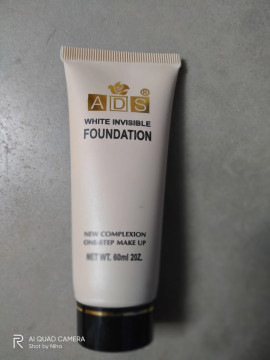 ADS®
WHITE INVISIBLE
FOUNDATION
NEW COMPLEXION
ONE-STEP MAKE UP
NET WT. 60ml 2OZ.
AI QUAD CAMERA
Shot by Niha